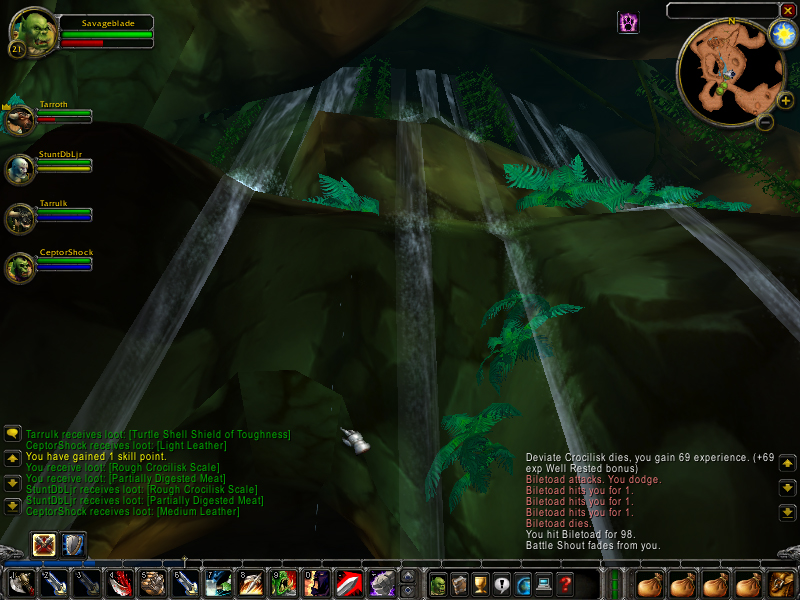 Savageblade
21
N
Tarroth
StuntDbLjr
Tarrulk
CeptorShock
Tarrulk receives loot: [Turtle Shell Shield of Toughness]
CeptorShock receives loot: [Light Leather]
You have gained 1 skill point.
You receive loot: [Rough Crocilisk Scale]
You receive loot: [Partially Digested Meat]
StuntDbLjr receives loot: [Rough Crocilisk Scale]
StuntDbLjr receives loot: [Partially Digested Meat]
CeptorShock receives loot: [Medium Leather]
Deviate Crocilisk dies, you gain 69 experience. (+69
exp Well Rested bonus)
Biletoad attacks. You dodge.
Biletoad hits you for 1.
Biletoad hits you for 1.
Biletoad hits you for 1.
Biletoad dies.
You hit Biletoad for 98.
Battle Shout fades from you.